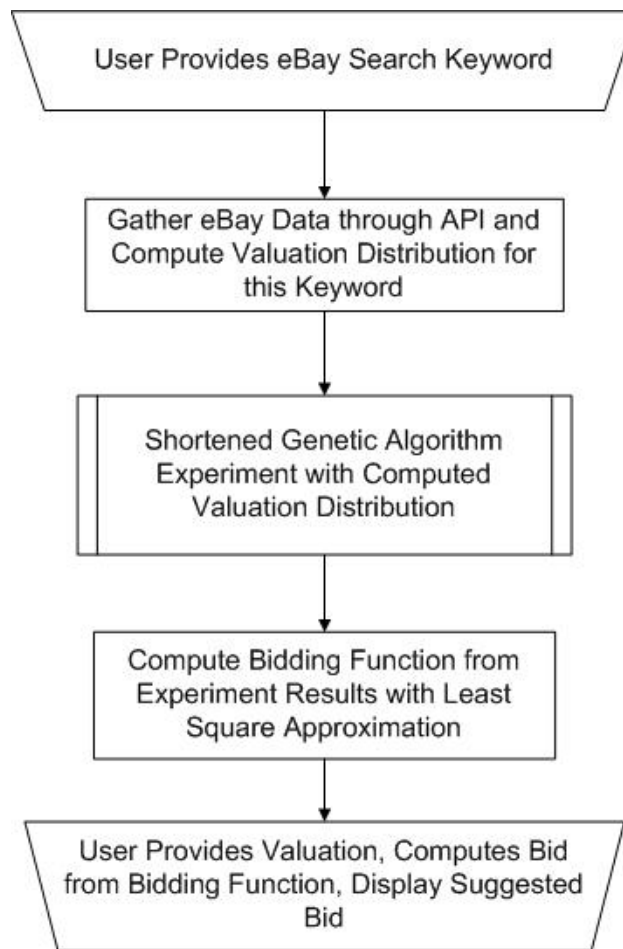 User Provides eBay Search Keyword
Gather eBay Data through API and
Compute Valuation Distribution for
this Keyword
Shortened Genetic Algorithm
Experiment with Computed
Valuation Distribution
Compute Bidding Function from
Experiment Results with Least
Square Approximation
User Provides Valuation, Computes Bid
from Bidding Function, Display Suggested
Bid